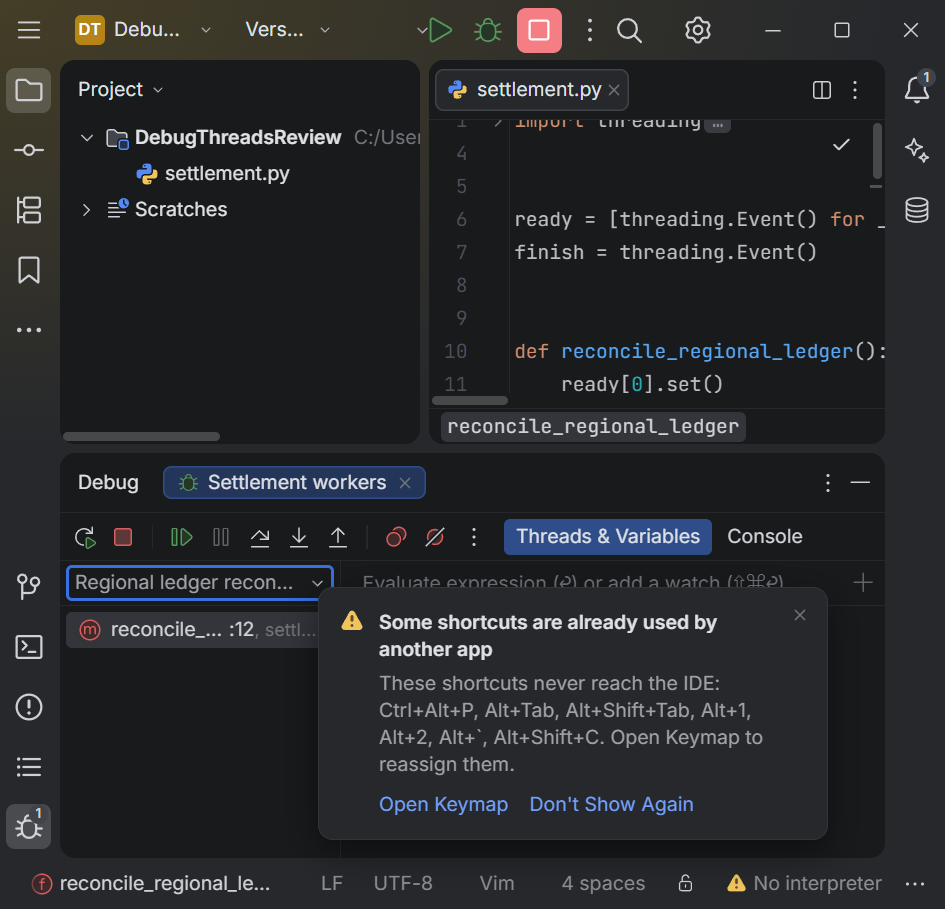 DT Debu... Vers...
1
Project
settlement.py
DebugThreadsReview C:/User
settlement.py
Scratches
1 import threading ...
4
5
6 ready = [threading.Event() for _
7 finish = threading.Event()
8
9
10 def reconcile_regional_ledger():
11 ready[0].set()
reconcile_regional_ledger
Debug Settlement workers
Threads & Variables Console
Regional ledger recon... Evaluate expression (⏎) or add a watch (⇧⌘⏎)
m reconcile_... :12, settl...
Some shortcuts are already used by
another app
These shortcuts never reach the IDE:
Ctrl+Alt+P, Alt+Tab, Alt+Shift+Tab, Alt+1,
Alt+2, Alt+`, Alt+Shift+C. Open Keymap to
reassign them.
Open Keymap Don't Show Again
1
f reconcile_regional_le... LF UTF-8 Vim 4 spaces No interpreter